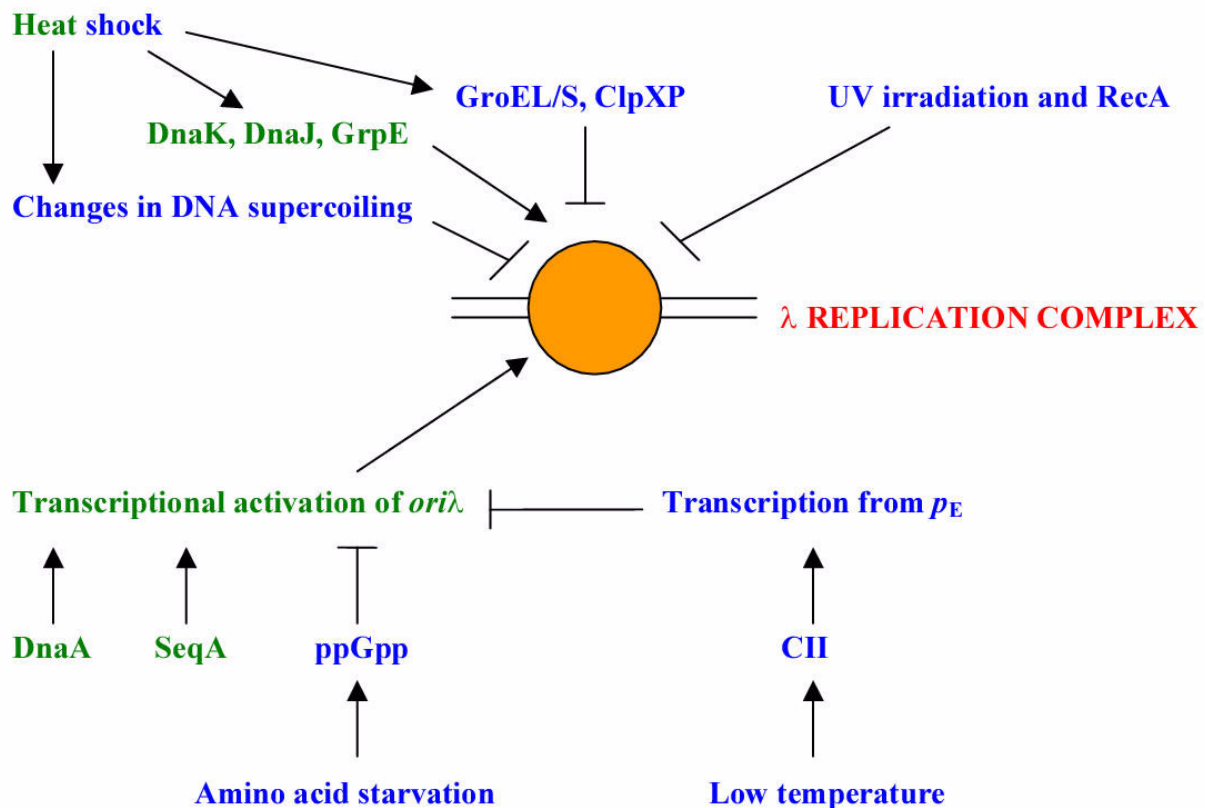 Heat shock
GroEL/S, ClpXP
UV irradiation and RecA
DnaK, DnaJ, GrpE
Changes in DNA supercoiling
λ REPLICATION COMPLEX
Transcriptional activation of oriλ
Transcription from pE
DnaA
SeqA
ppGpp
CII
Amino acid starvation
Low temperature